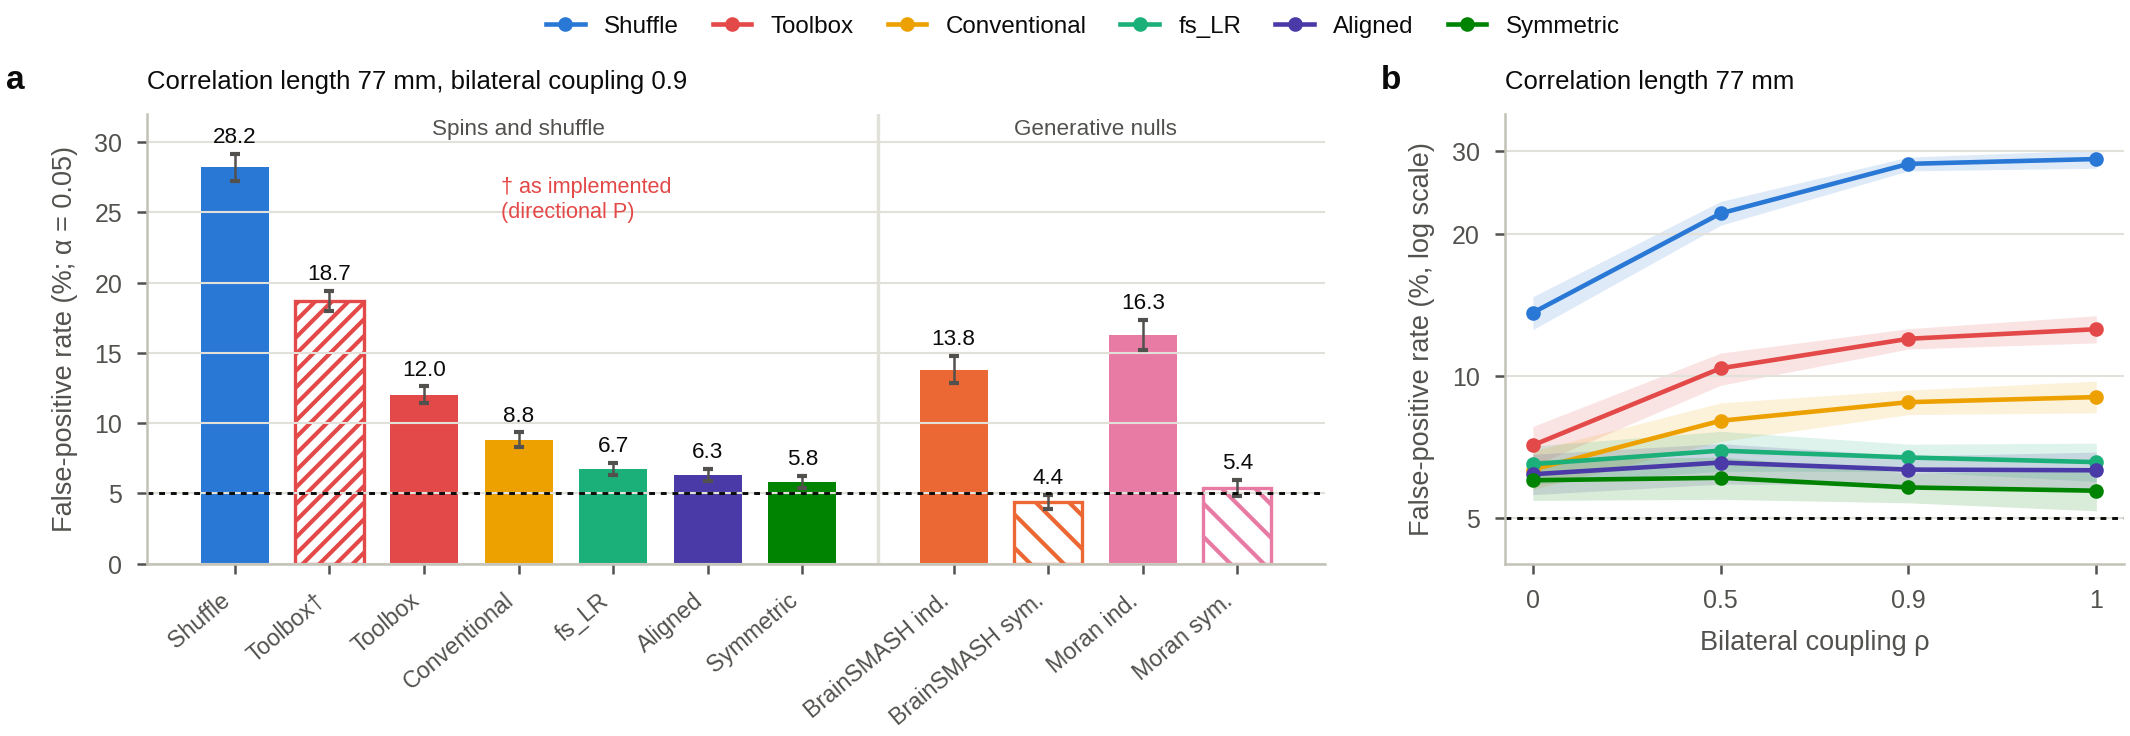 Shuffle Toolbox Conventional fs_LR Aligned Symmetric
a
Correlation length 77 mm, bilateral coupling 0.9
Spins and shuffle
Generative nulls
† as implemented
(directional P)
False-positive rate (%; α = 0.05)
30
25
20
15
10
5
0
28.2
18.7
12.0
8.8
6.7
6.3
5.8
13.8
4.4
16.3
5.4
Shuffle
Toolbox†
Toolbox
Conventional
fs_LR
Aligned
Symmetric
BrainSMASH ind.
BrainSMASH sym.
Moran ind.
Moran sym.
b
Correlation length 77 mm
False-positive rate (%, log scale)
30
20
10
5
0
0.5
0.9
1
Bilateral coupling ρ